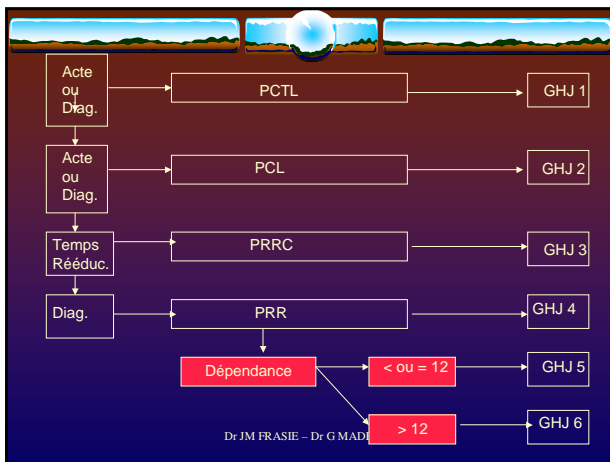 Acte
ou
Diag.
PCTL
GHJ 1
Acte
ou
Diag.
PCL
GHJ 2
Temps
Rééduc.
PRRC
GHJ 3
Diag.
PRR
GHJ 4
Dépendance
< ou = 12
GHJ 5
> 12
GHJ 6
Dr JM FRASIE – Dr G